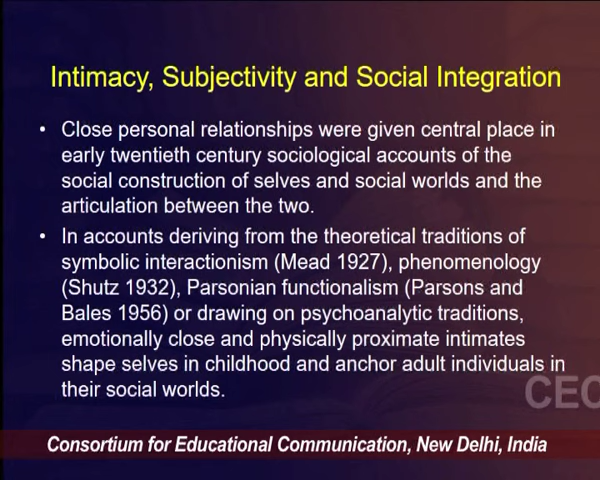 Intimacy, Subjectivity and Social Integration
• Close personal relationships were given central place in
early twentieth century sociological accounts of the
social construction of selves and social worlds and the
articulation between the two.
• In accounts deriving from the theoretical traditions of
symbolic interactionism (Mead 1927), phenomenology
(Shutz 1932), Parsonian functionalism (Parsons and
Bales 1956) or drawing on psychoanalytic traditions,
emotionally close and physically proximate intimates
shape selves in childhood and anchor adult individuals in
their social worlds.
CEC
Consortium for Educational Communication, New Delhi, India